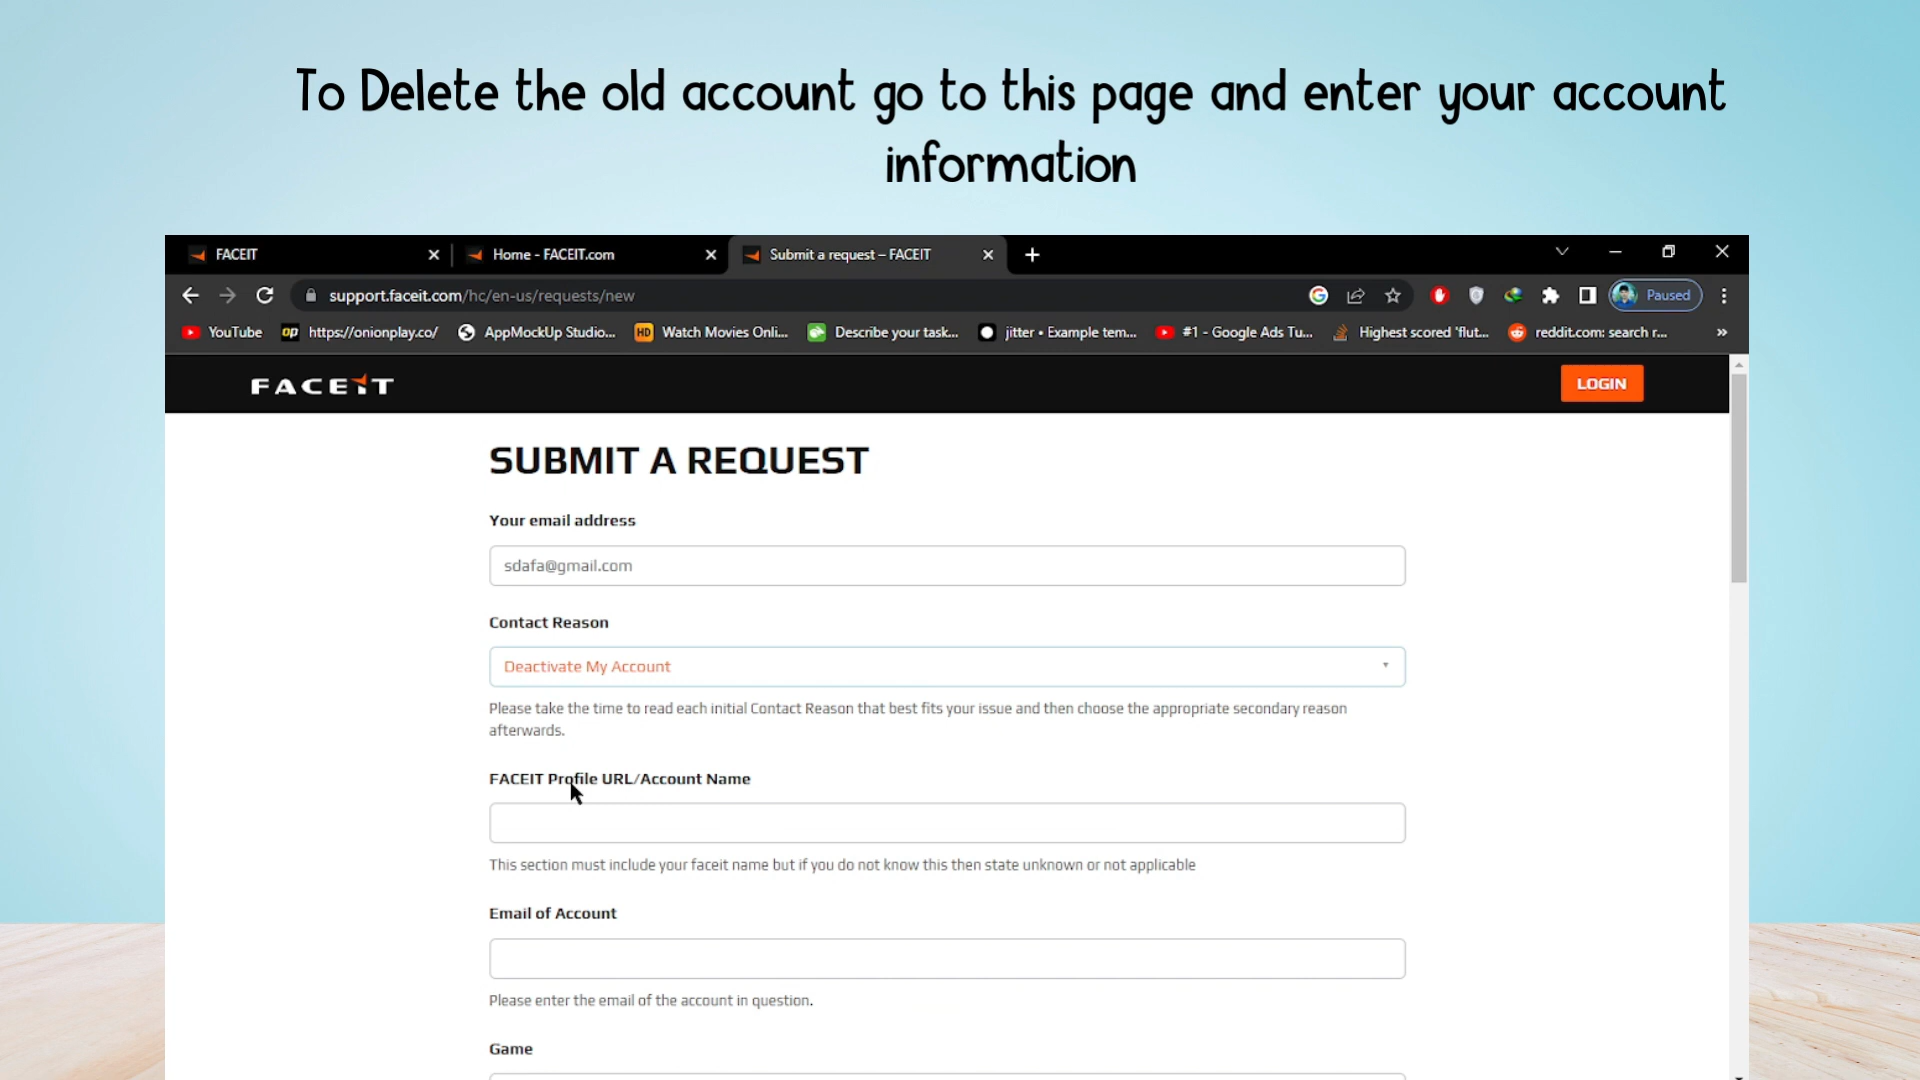 To Delete the old account go to this page and enter your account
information
FACEIT
Home - FACEIT.com
Submit a request – FACEIT
support.faceit.com/hc/en-us/requests/new
Paused
YouTube
op https://onionplay.co/
AppMockUp Studio...
HD Watch Movies Onli...
Describe your task...
jitter • Example tem...
#1 - Google Ads Tu...
Highest scored 'flut...
reddit.com: search r...
»
FACEIT
LOGIN
SUBMIT A REQUEST
Your email address
sdafa@gmail.com
Contact Reason
Deactivate My Account
Please take the time to read each initial Contact Reason that best fits your issue and then choose the appropriate secondary reason
afterwards.
FACEIT Profile URL/Account Name
This section must include your faceit name but if you do not know this then state unknown or not applicable
Email of Account
Please enter the email of the account in question.
Game